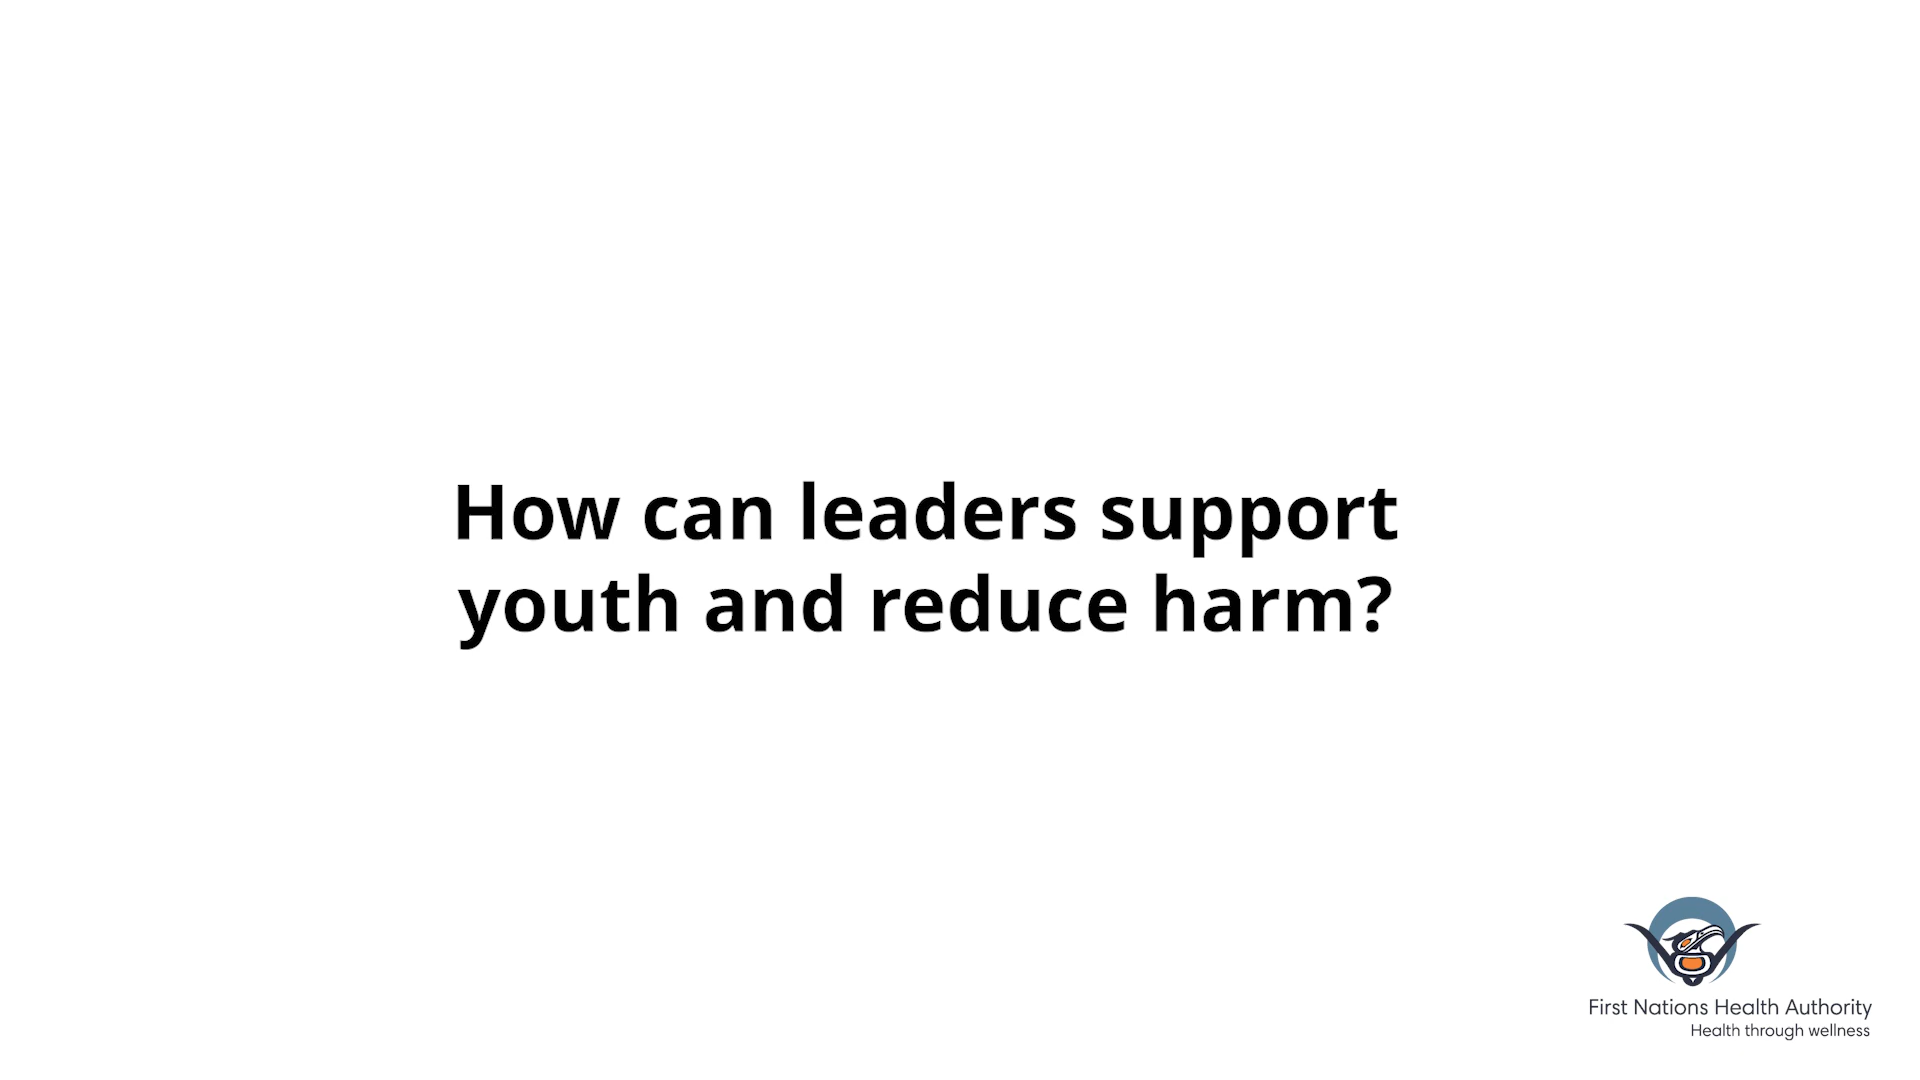 How can leaders support
youth and reduce harm?
First Nations Health Authority
Health through wellness